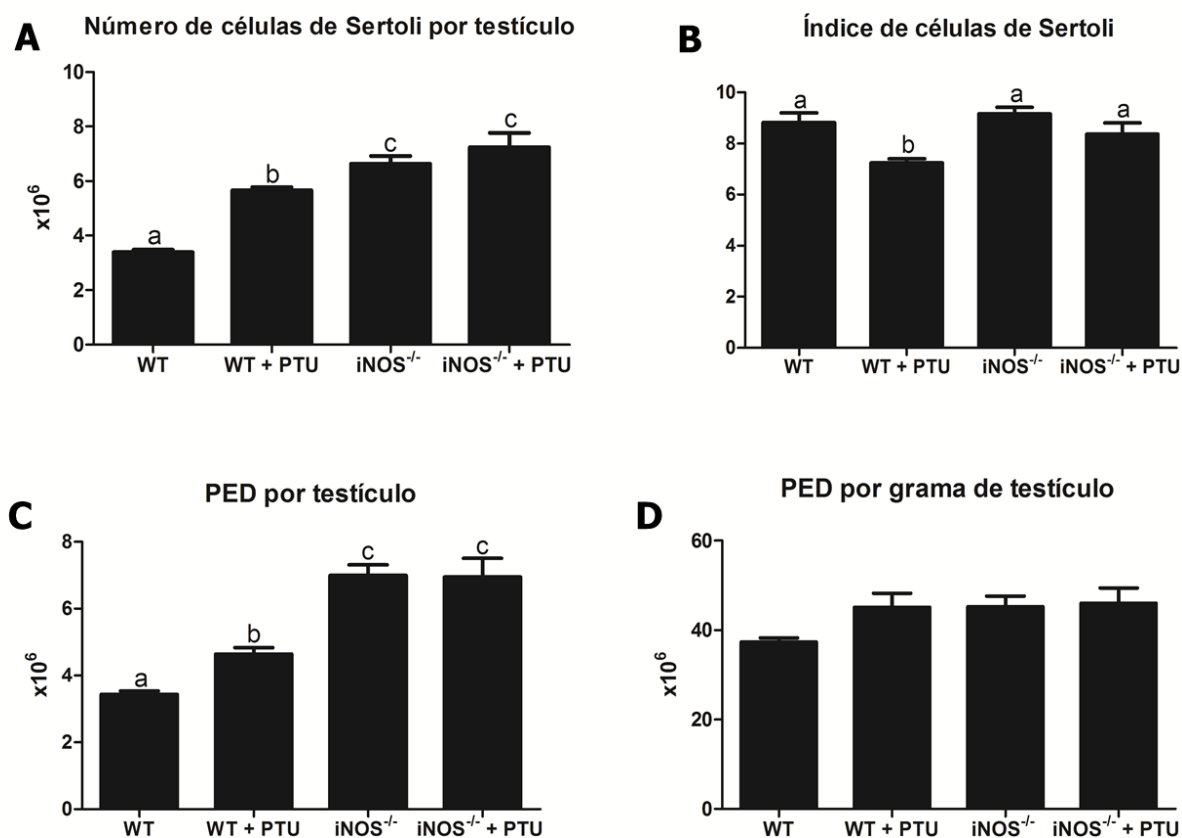 A
Número de células de Sertoli por testículo
x10⁶
10
8
6
4
2
0
a
b
c
c
WT
WT + PTU
iNOS⁻/⁻
iNOS⁻/⁻ + PTU
B
Índice de células de Sertoli
10
8
6
4
2
0
a
b
a
a
WT
WT + PTU
iNOS⁻/⁻
iNOS⁻/⁻ + PTU
C
PED por testículo
x10⁶
8
6
4
2
0
a
b
c
c
WT
WT + PTU
iNOS⁻/⁻
iNOS⁻/⁻ + PTU
D
PED por grama de testículo
x10⁶
60
40
20
0
WT
WT + PTU
iNOS⁻/⁻
iNOS⁻/⁻ + PTU